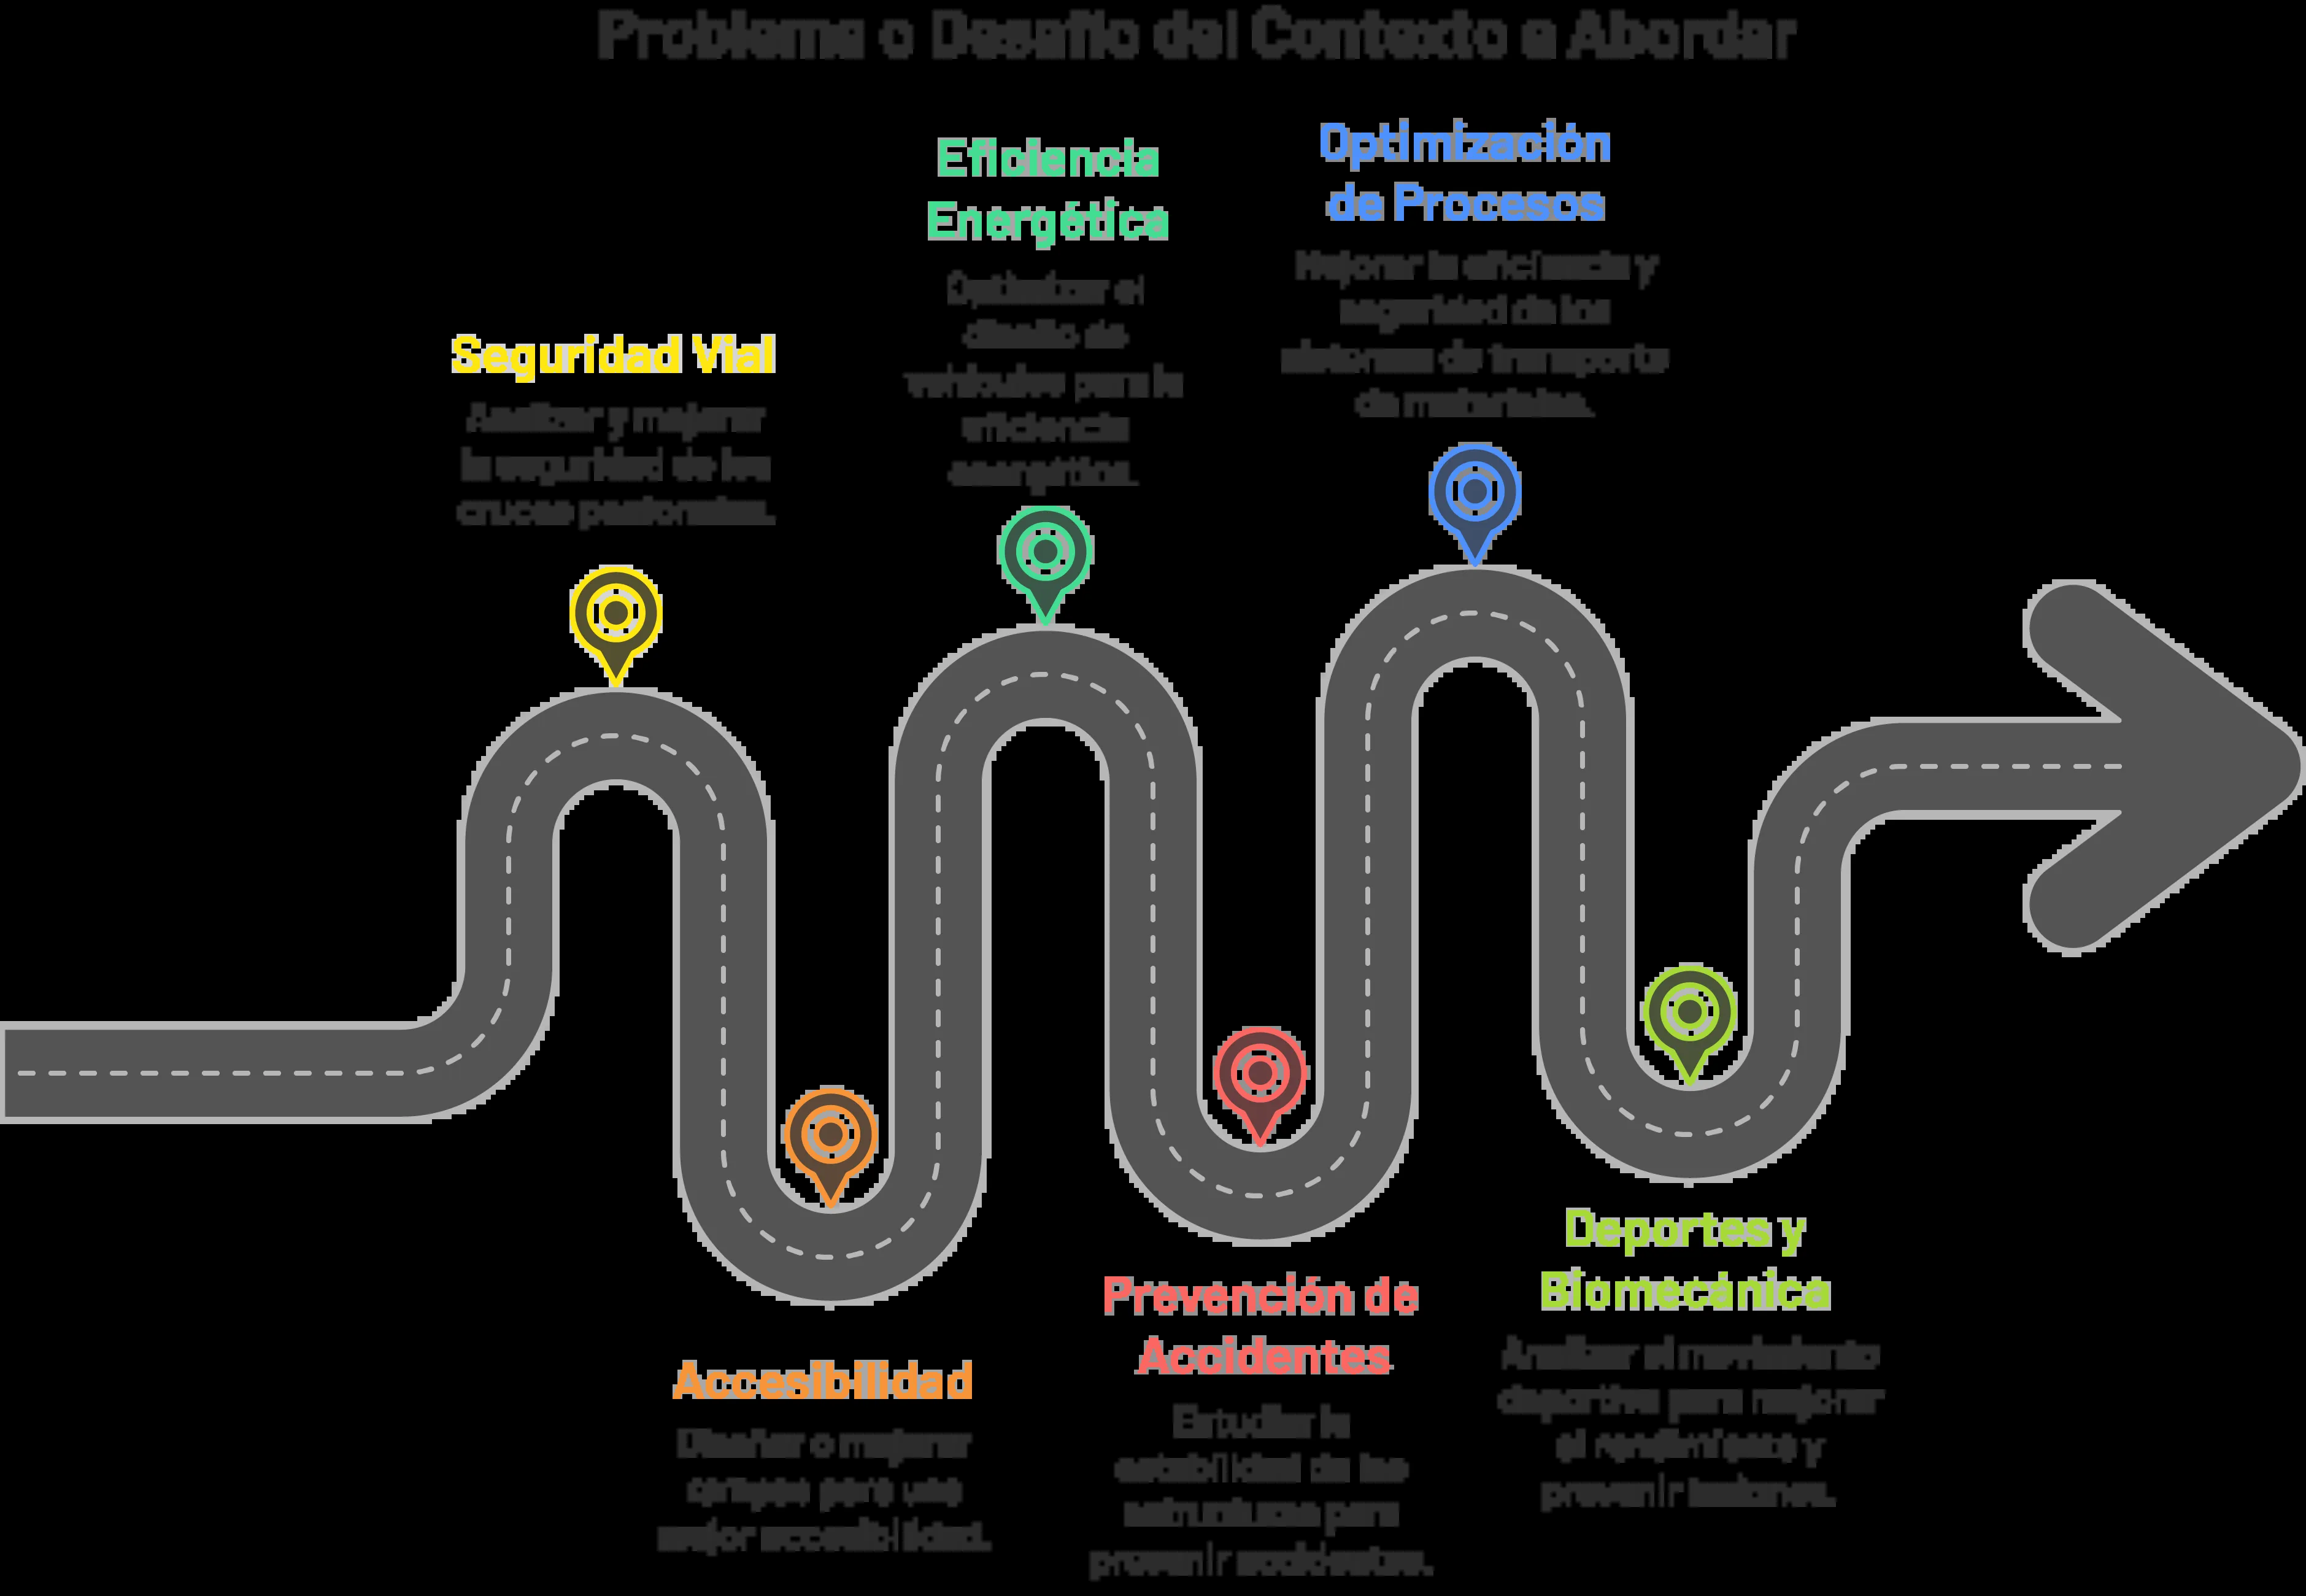 Problema o Desafío del Contexto a Abordar
Seguridad Vial
Analizar y mejorar
la seguridad de los
cruces peatonales.
Accesibilidad
Diseñar o mejorar
rampas para una
mejor accesibilidad.
Eficiencia
Energética
Optimizar el
diseño de
vehículos para la
eficiencia
energética.
Prevención de
Accidentes
Estudiar la
estabilidad de las
estructuras para
prevenir accidentes.
Optimización
de Procesos
Mejorar la eficiencia y
seguridad de los
sistemas de transporte
de materiales.
Deportes y
Biomecánica
Analizar el movimiento
deportivo para mejorar
el rendimiento y
prevenir lesiones.